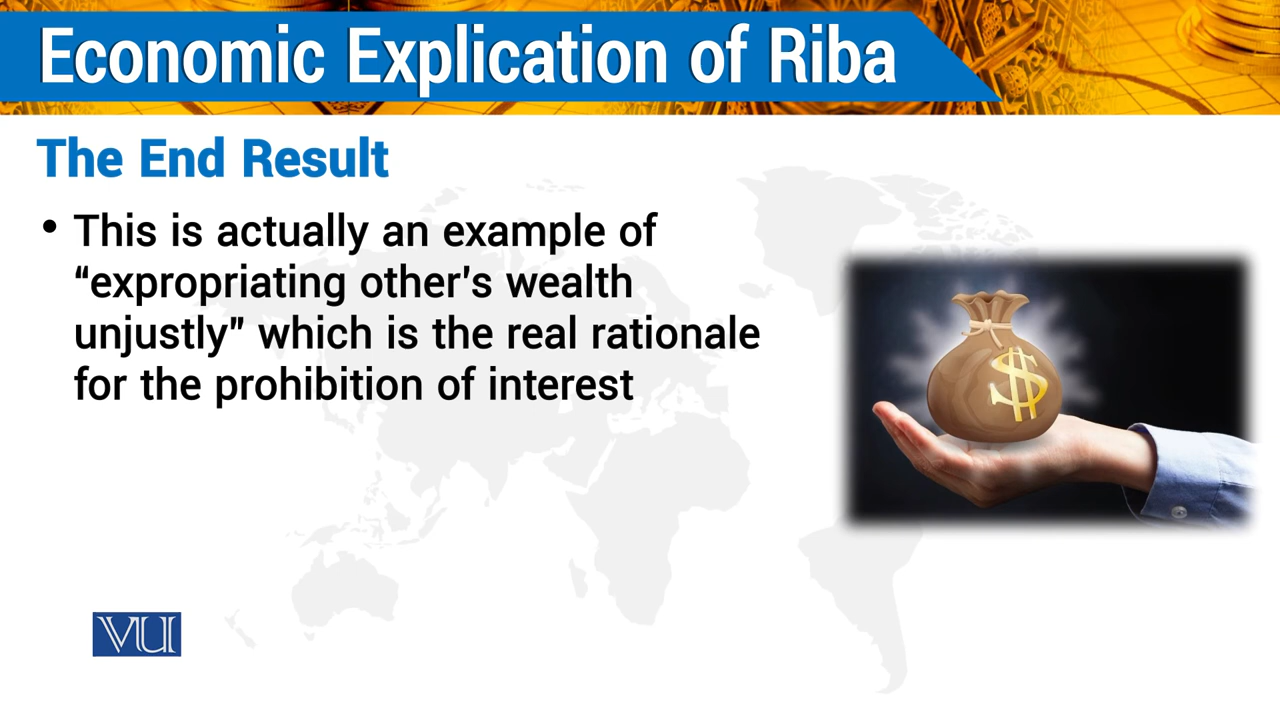 Economic Explication of Riba
The End Result
• This is actually an example of
“expropriating other's wealth
unjustly” which is the real rationale
for the prohibition of interest
$
VU